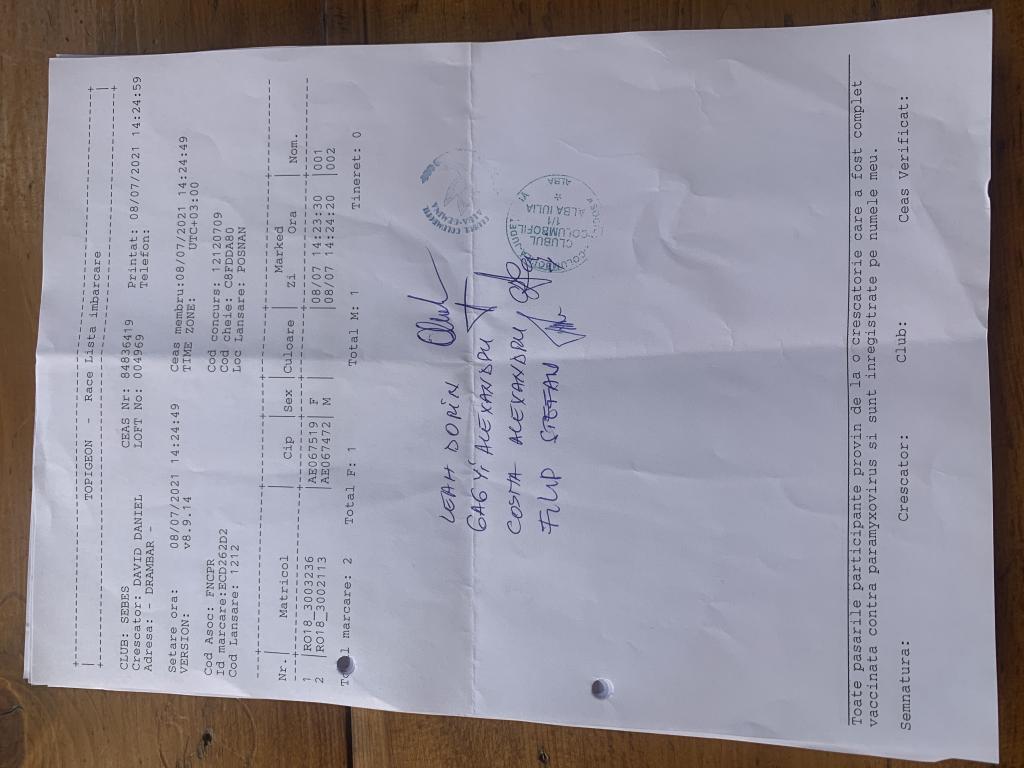 +------------------------------------------------------------------+
| TOPIGEON - Race Lista imbarcare |
+------------------------------------------------------------------+
CLUB: SEBES CEAS Nr: 84836419 Printat: 08/07/2021 14:24:59
Crescator: DAVID DANIEL LOFT No: 004969 Telefon:
Adresa: - DRAMBAR -
Setare ora: 08/07/2021 14:24:49 Ceas membru:08/07/2021 14:24:49
VERSION: v8.9.14 TIME ZONE: UTC+03:00
Cod Asoc: FNCPR Cod concurs: 12120709
Id marcare:ECD262D2 Cod cheie: C8FDDA80
Cod Lansare: 1212 Loc Lansare: POSNAN
Nr.| Matricol | Cip |Sex |Culoare | Zi Marked Ora | Nom.
1 |RO18_3003236 |AE067519| F | |08/07 14:23:30 |001
2 |RO18_3002113 |AE067472| M | |08/07 14:24:20 |002
marcare: 2 Total F: 1 Total M: 1 Tineret: 0
LEAH DORIN
GAGYI ALEXANDRU
COSTA ALEXANDRU
FILIP STEFAN
CLUBUL
COLUMBOFIL
ALBA IULIA
ALBA
Toate pasarile participante provin de la o crescatorie care a fost complet
vaccinata contra paramyxovirus si sunt inregistrate pe numele meu.
Semnatura: Crescator: Club: Ceas Verificat: